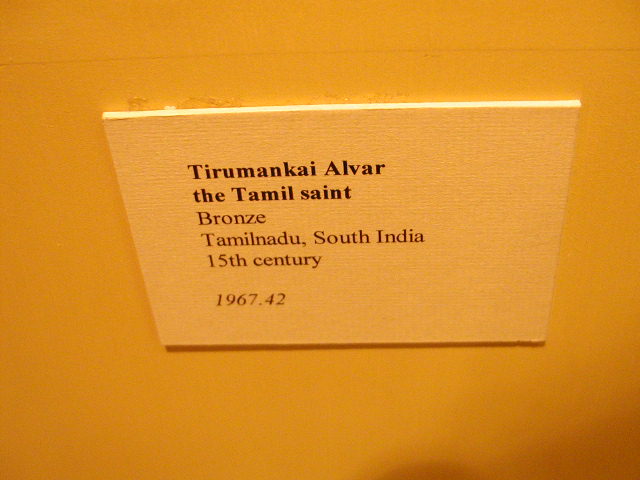 Tirumankai Alvar
the Tamil saint
Bronze
Tamilnadu, South India
15th century
1967.42